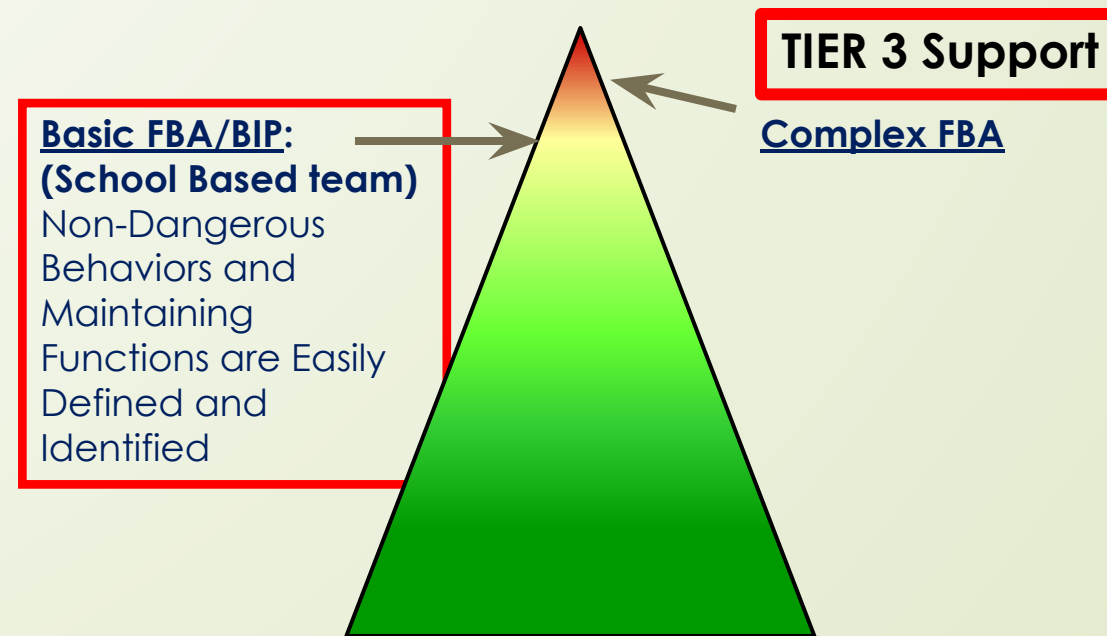 TIER 3 Support
Basic FBA/BIP:
(School Based team)
Non-Dangerous
Behaviors and
Maintaining
Functions are Easily
Defined and
Identified
Complex FBA